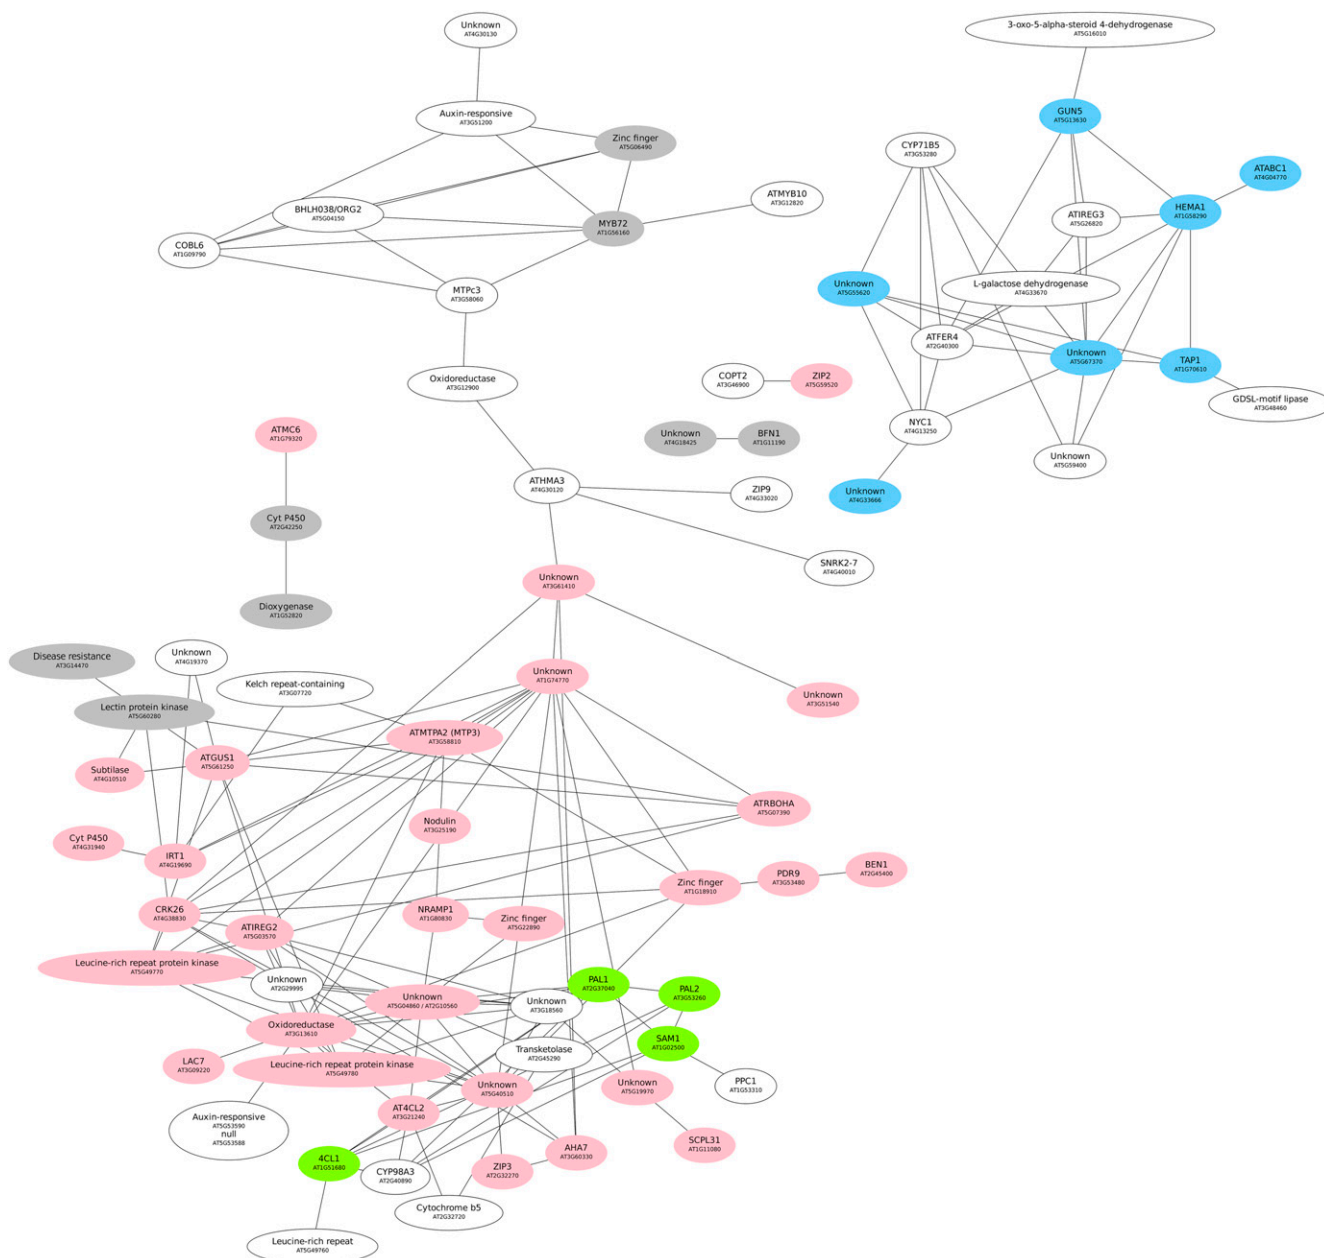 Unknown
AT4G30130
3-oxo-5-alpha-steroid 4-dehydrogenase
AT5G16010
Auxin-responsive
AT3G51200
GUN5
AT5G13630
Zinc finger
AT5G06490
CYP71B5
AT3G53280
ATABC1
AT4G04770
ATMYB10
AT3G12820
BHLH038/ORG2
AT5G04150
HEMA1
AT1G58290
ATIREG3
AT5G26820
MYB72
AT1G56160
COBL6
AT1G09790
MTPc3
AT3G58060
Unknown
AT5G55620
L-galactose dehydrogenase
AT4G33670
ATFER4
AT2G40300
Unknown
AT5G67370
TAP1
AT1G70610
Oxidoreductase
AT3G12900
COPT2
AT3G46900
ZIP2
AT5G59520
GDSL-motif lipase
AT3G48460
NYC1
AT4G13250
ATMC6
AT1G79320
Unknown
AT4G18425
BFN1
AT1G11190
Unknown
AT5G59400
ATHMA3
AT4G30120
ZIP9
AT4G33020
Unknown
AT4G33666
Cyt P450
AT2G42250
SNRK2-7
AT4G40010
Unknown
AT3G61410
Dioxygenase
AT1G52820
Disease resistance
AT3G14470
Unknown
AT4G19370
Unknown
AT1G74770
Kelch repeat-containing
AT3G07720
Unknown
AT3G51540
Lectin protein kinase
AT5G60280
ATMTPA2 (MTP3)
AT3G58810
ATGUS1
AT5G61250
Subtilase
AT4G10510
ATRBOHA
AT5G07390
Nodulin
AT3G25190
Cyt P450
AT4G31940
IRT1
AT4G19690
BEN1
AT2G45400
PDR9
AT3G53480
Zinc finger
AT1G18910
CRK26
AT4G38830
NRAMP1
AT1G80830
Zinc finger
AT5G22890
ATIREG2
AT5G03570
Leucine-rich repeat protein kinase
AT5G49770
Unknown
AT2G29995
PAL1
AT2G37040
PAL2
AT3G53260
Unknown
AT5G04860 / AT2G10560
Unknown
AT3G18560
Oxidoreductase
AT3G13610
SAM1
AT1G02500
Transketolase
AT2G45290
LAC7
AT3G09220
Leucine-rich repeat protein kinase
AT5G49780
Unknown
AT5G40510
Unknown
AT5G19970
PPC1
AT1G53310
AT4CL2
AT3G21240
Auxin-responsive
AT5G53590
null
AT5G53588
SCPL31
AT1G11080
AHA7
AT3G60330
4CL1
AT1G51680
CYP98A3
AT2G40890
ZIP3
AT2G32270
Cytochrome b5
AT2G32720
Leucine-rich repeat
AT5G49760